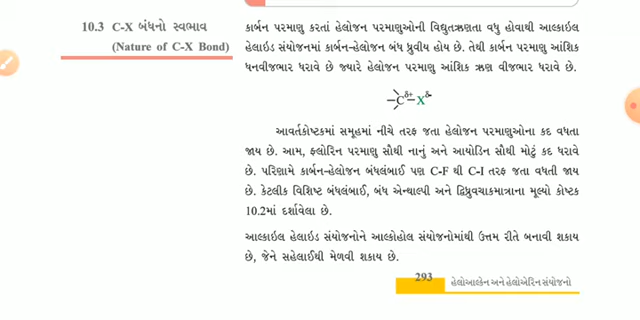 10.3 C-X બંધનો સ્વભાવ
(Nature of C-X Bond)
કાર્બન પરમાણુ કરતાં હેલોજન પરમાણુઓની વિદ્યુતઋણતા વધુ હોવાથી આલ્કાઇલ
હેલાઇડ સંયોજનમાં કાર્બન-હેલોજન બંધ ધ્રુવીય હોય છે. તેથી કાર્બન પરમાણુ આંશિક
ધનવીજભાર ધરાવે છે જ્યારે હેલોજન પરમાણુ આંશિક ઋણ વીજભાર ધરાવે છે.
C δ+ – X δ-
આવર્તકોષ્ટકમાં સમૂહમાં નીચે તરફ જતા હેલોજન પરમાણુઓના કદ વધતા
જાય છે. આમ, ફ્લોરિન પરમાણુ સૌથી નાનું અને આયોડિન સૌથી મોટું કદ ધરાવે છે.
પરિણામે કાર્બન-હેલોજન બંધલંબાઈ પણ C-F થી C-I તરફ જતા વધતી જાય
છે. કેટલીક વિશિષ્ટ બંધલંબાઈ, બંધ એન્થાલ્પી અને દ્વિધ્રુવચાકમાત્રાના મૂલ્યો કોષ્ટક
10.2માં દર્શાવેલા છે.
આલ્કાઇલ હેલાઇડ સંયોજનોને આલ્કોહોલ સંયોજનોમાંથી ઉત્તમ રીતે બનાવી શકાય
છે, જેને સહેલાઈથી મેળવી શકાય છે.
293
હેલોઆલ્કેન અને હેલોએરિન સંયોજનો